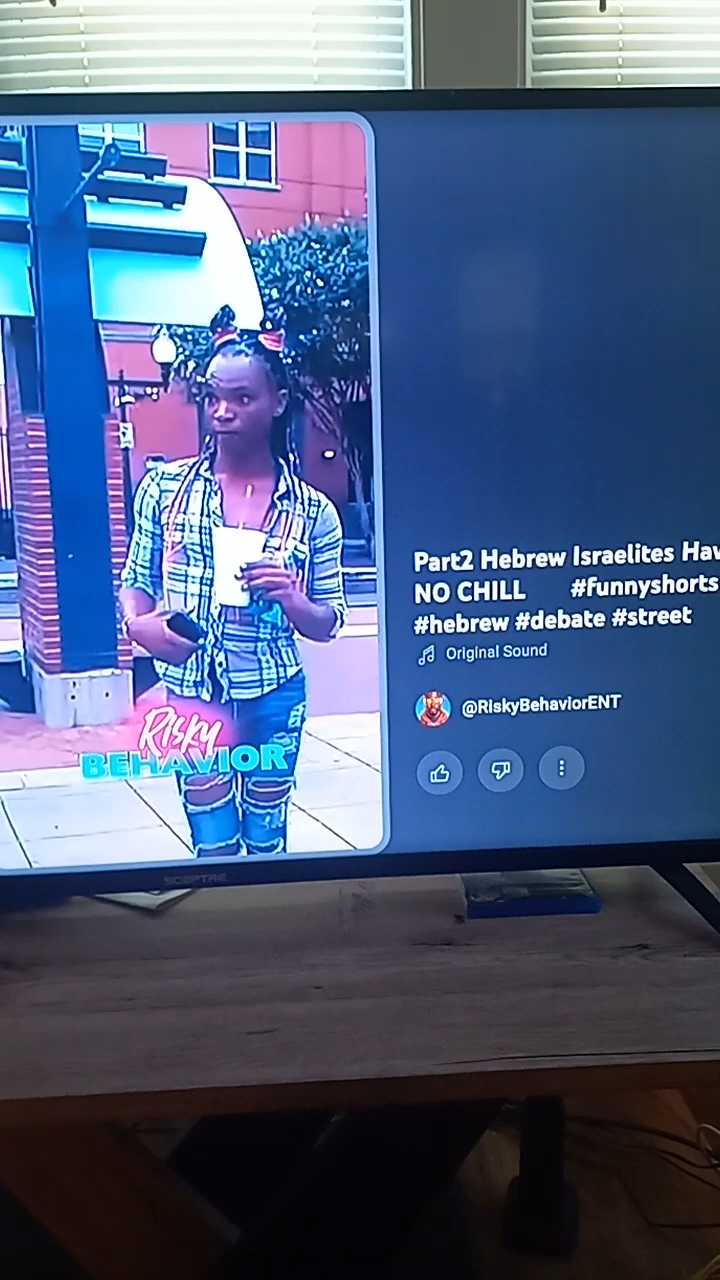 Part2 Hebrew Israelites Hav
NO CHILL #funnyshorts
#hebrew #debate #street
Original Sound
@RiskyBehaviorENT
Risky
BEHAVIOR
SCEPTRE